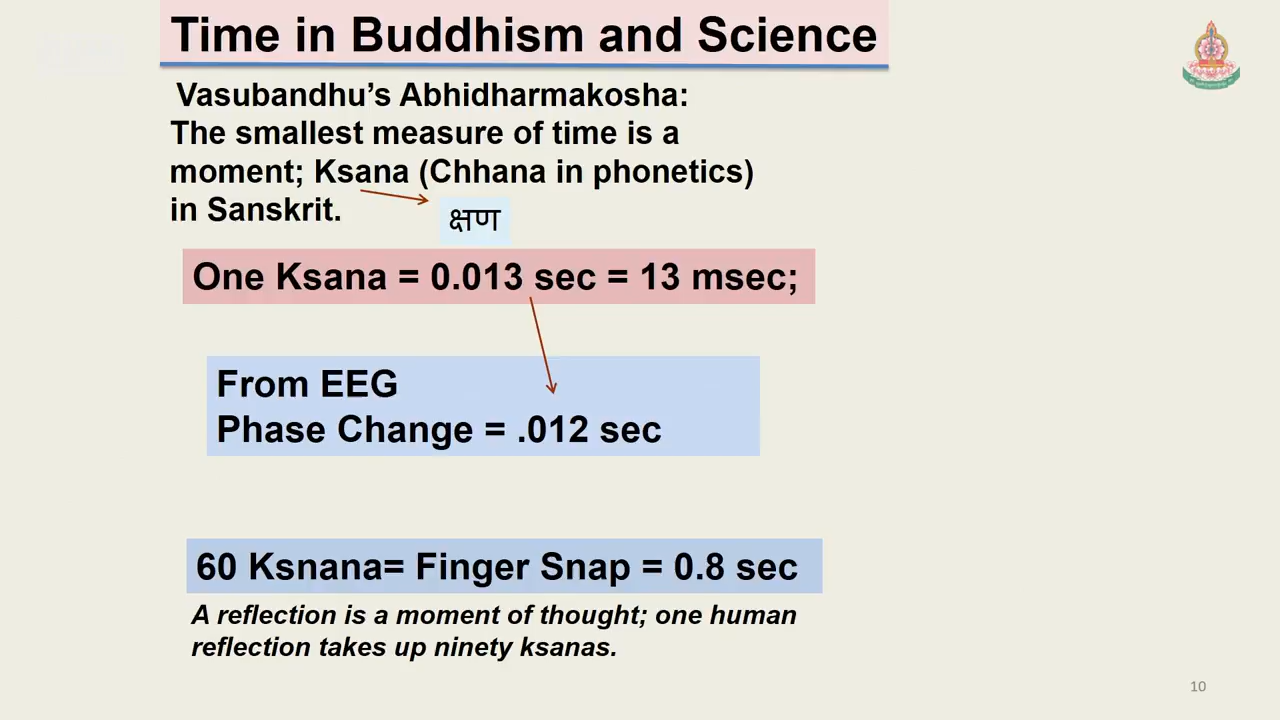 Time in Buddhism and Science
Vasubandhu’s Abhidharmakosha:
The smallest measure of time is a
moment; Ksana (Chhana in phonetics)
in Sanskrit.
क्षण
One Ksana = 0.013 sec = 13 msec;
From EEG
Phase Change = .012 sec
60 Ksnana= Finger Snap = 0.8 sec
A reflection is a moment of thought; one human
reflection takes up ninety ksanas.
10